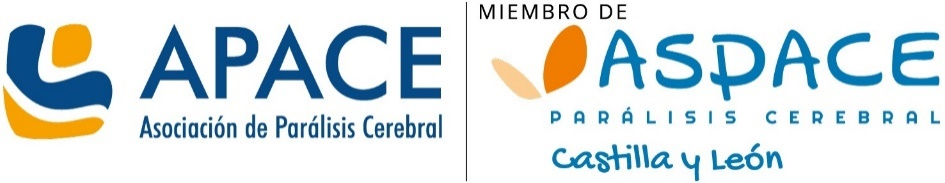 APACE
Asociación de Parálisis Cerebral
MIEMBRO DE
ASPACE
PARÁLISIS CEREBRAL
Castilla y León